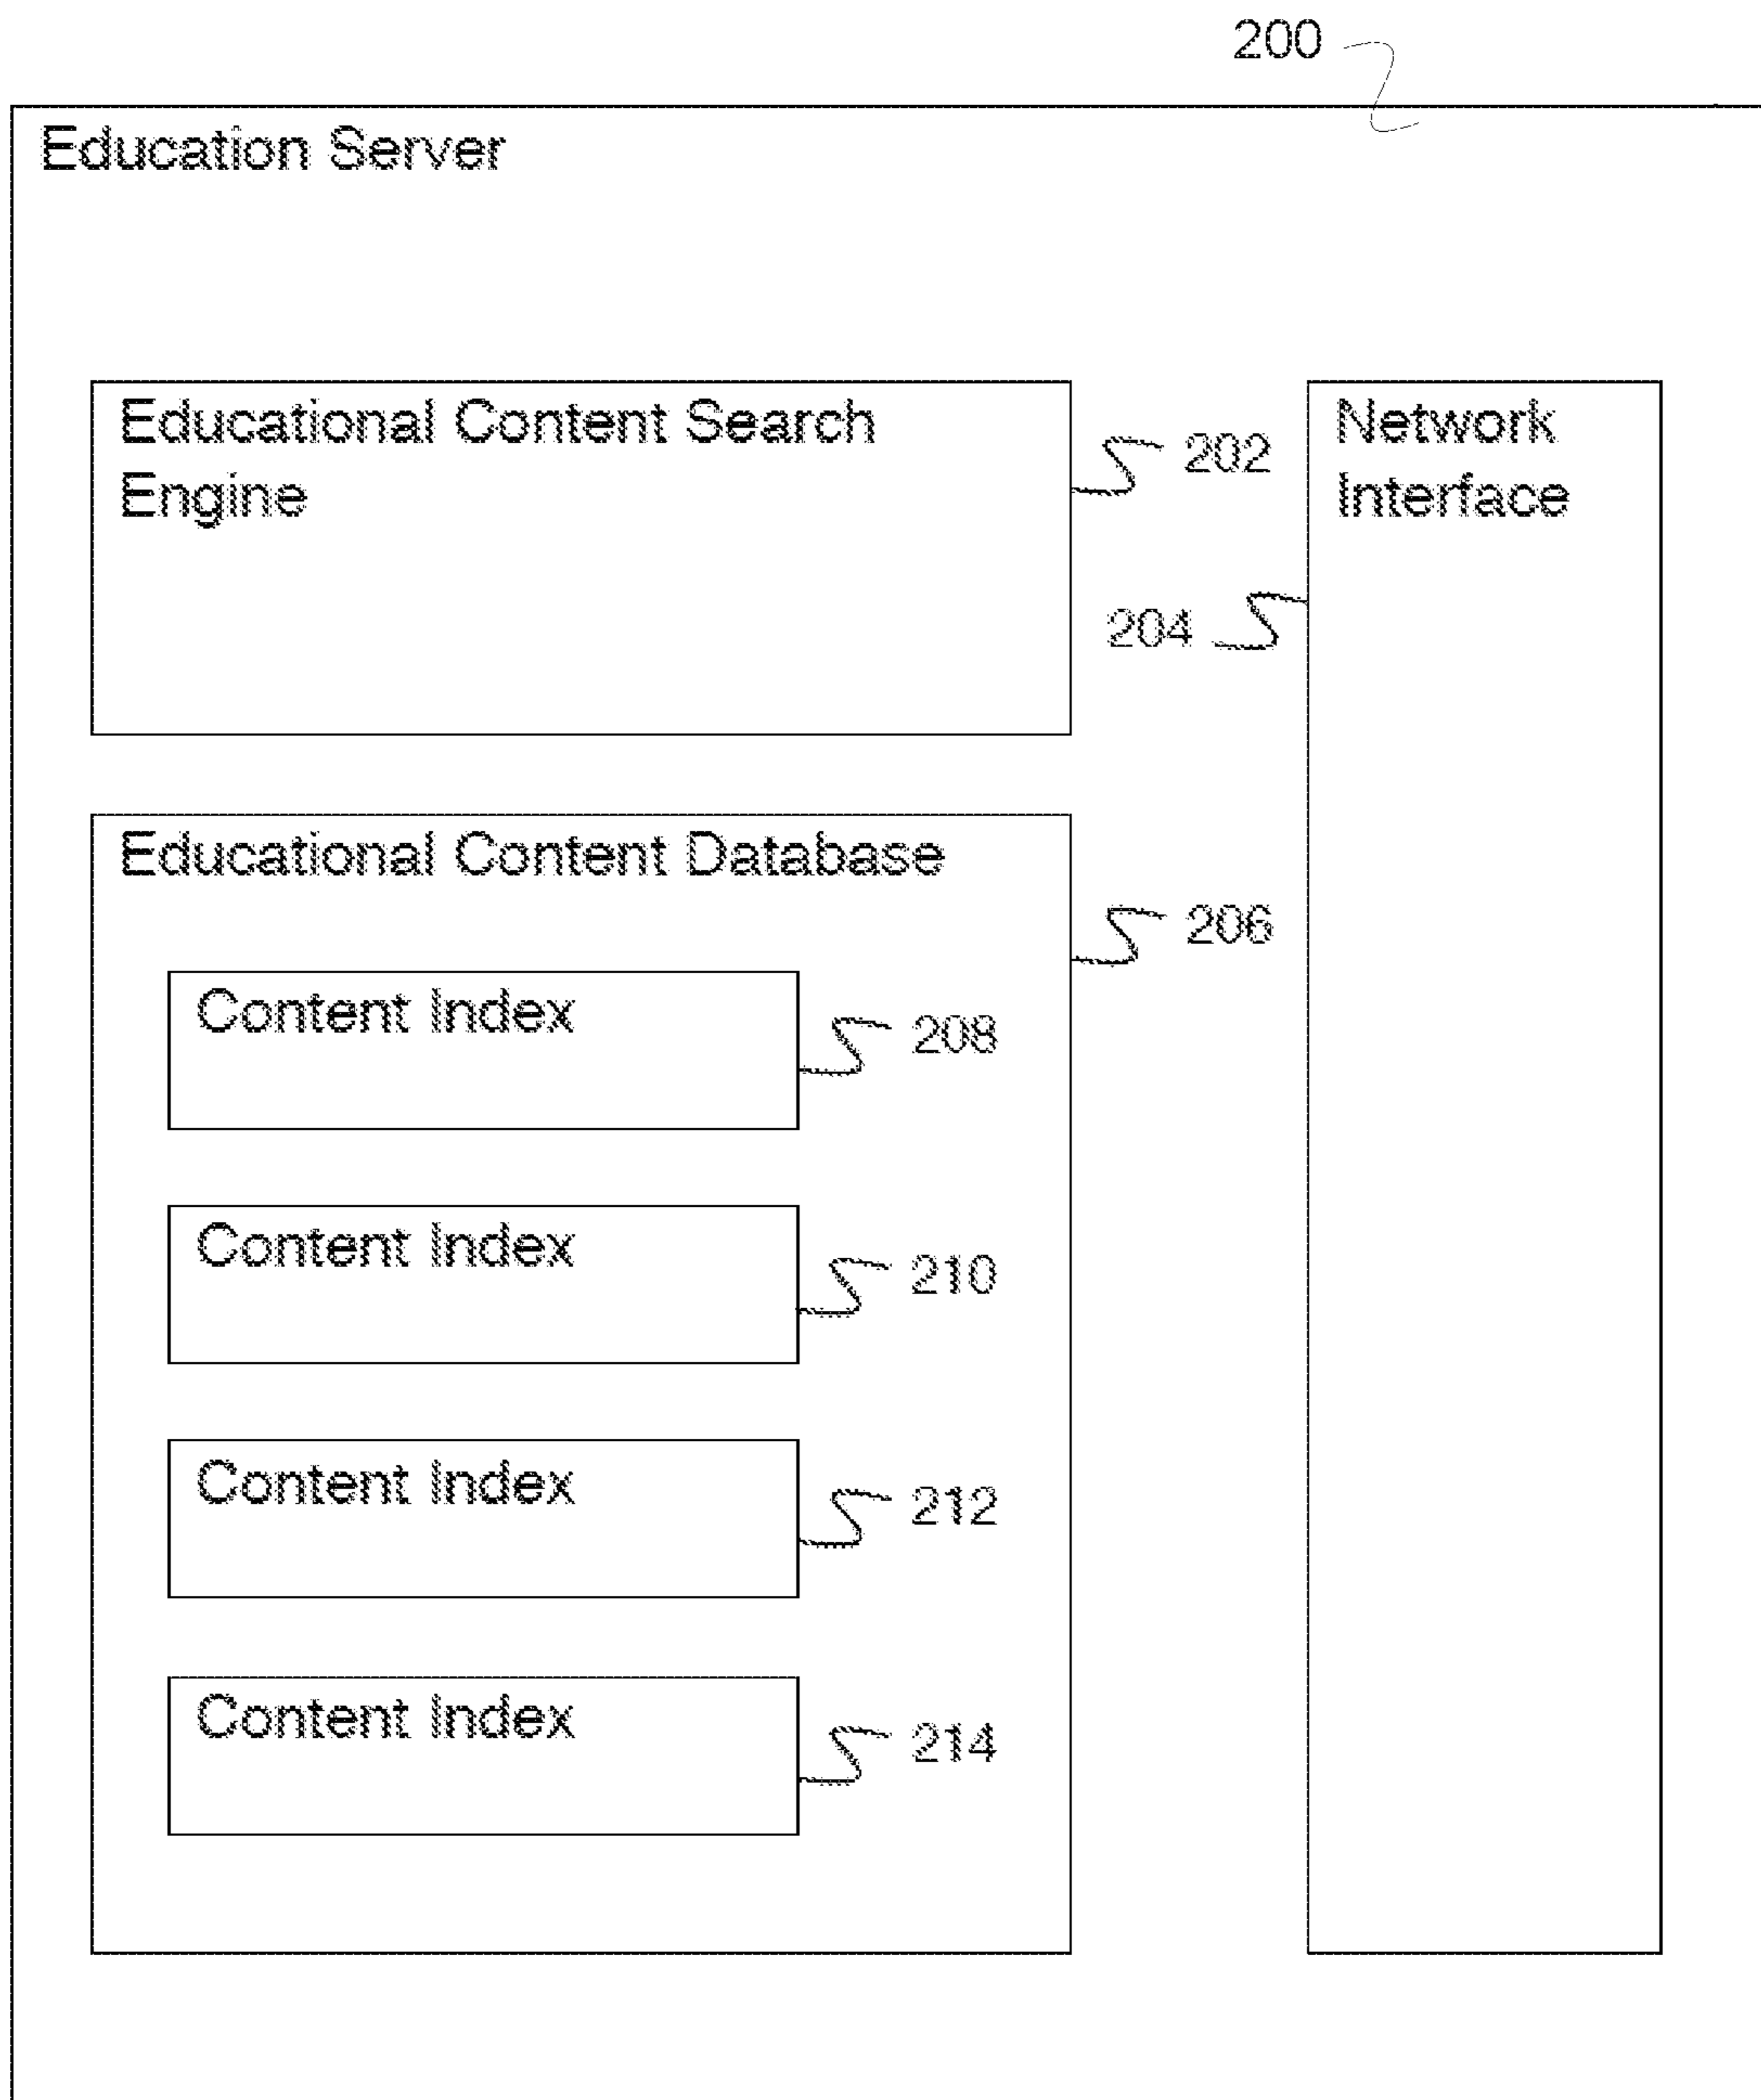 200
Education Server
Educational Content Search
Engine
202
Network
Interface
204
Educational Content Database
206
Content Index
208
Content Index
210
Content Index
212
Content Index
214